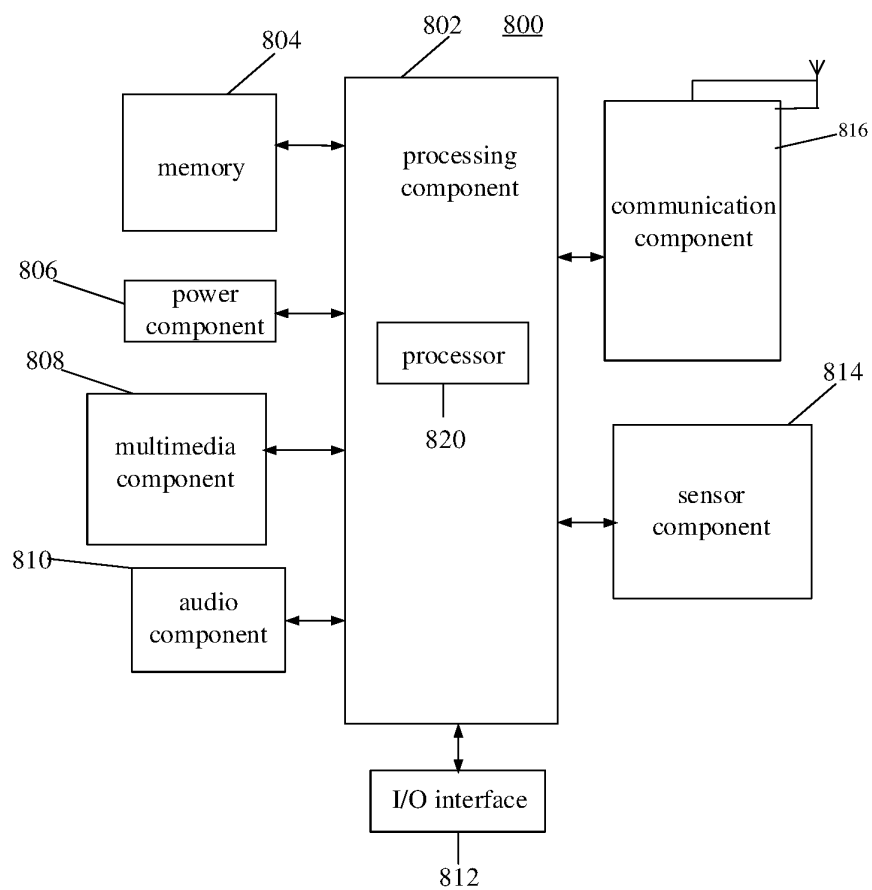 800
802
804
memory
processing
component
816
communication
component
806
power
component
processor
820
808
multimedia
component
814
sensor
component
810
audio
component
I/O interface
812